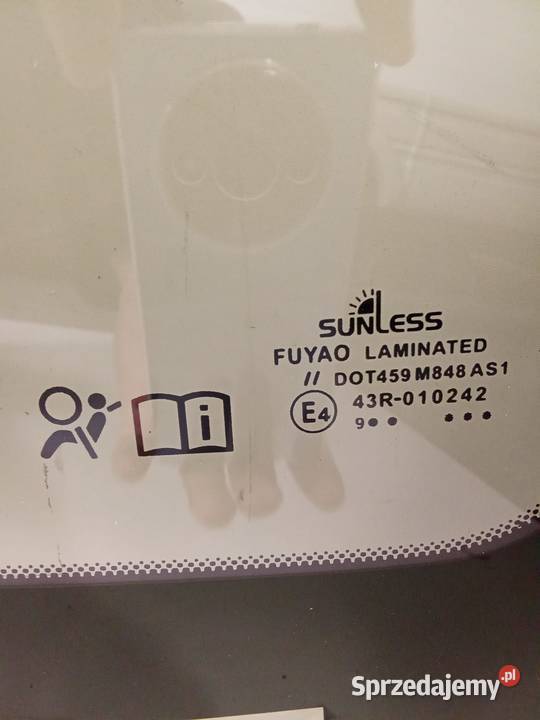 SUNLESS
FUYAO LAMINATED
// DOT459 M848 AS1
E4 43R-010242
9●● ●●●
i
Sprzedajemy.pl